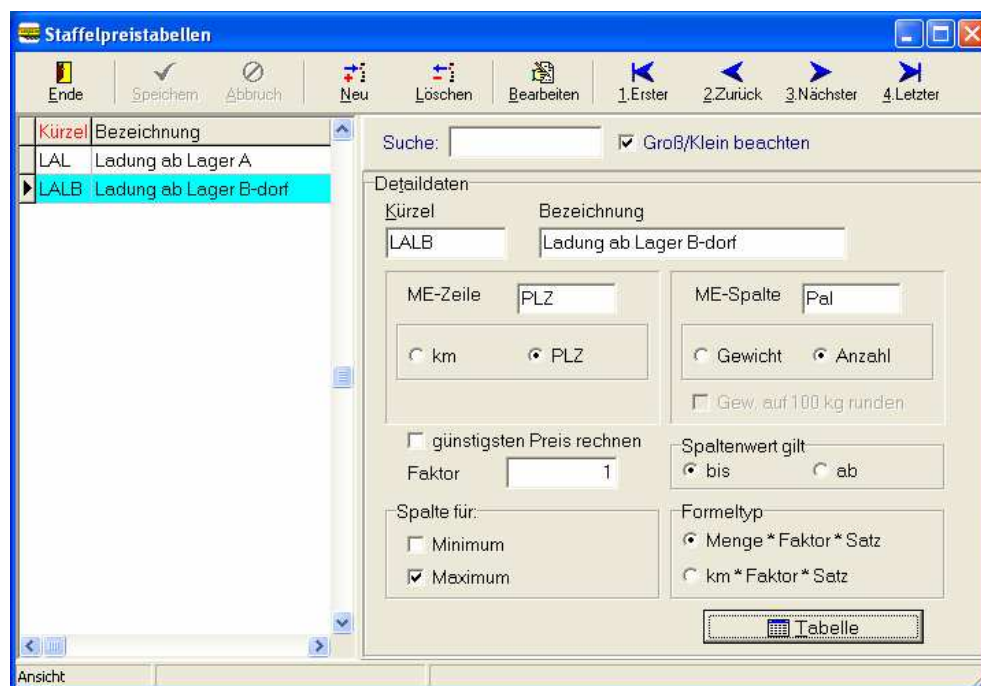 Staffelpreistabellen
Ende Speichern Abbruch Neu Löschen Bearbeiten 1.Erster 2.Zurück 3.Nächster 4.Letzter
Kürzel Bezeichnung
LAL Ladung ab Lager A
LALB Ladung ab Lager B-dorf
Suche: Groß/Klein beachten
Detaildaten
Kürzel Bezeichnung
LALB Ladung ab Lager B-dorf
ME-Zeile PLZ ME-Spalte Pal
km PLZ Gewicht Anzahl
Gew. auf 100 kg runden
günstigsten Preis rechnen
Spaltenwert gilt
Faktor 1 bis ab
Spalte für: Formeltyp
Minimum Menge * Faktor * Satz
Maximum km * Faktor * Satz
Tabelle
Ansicht